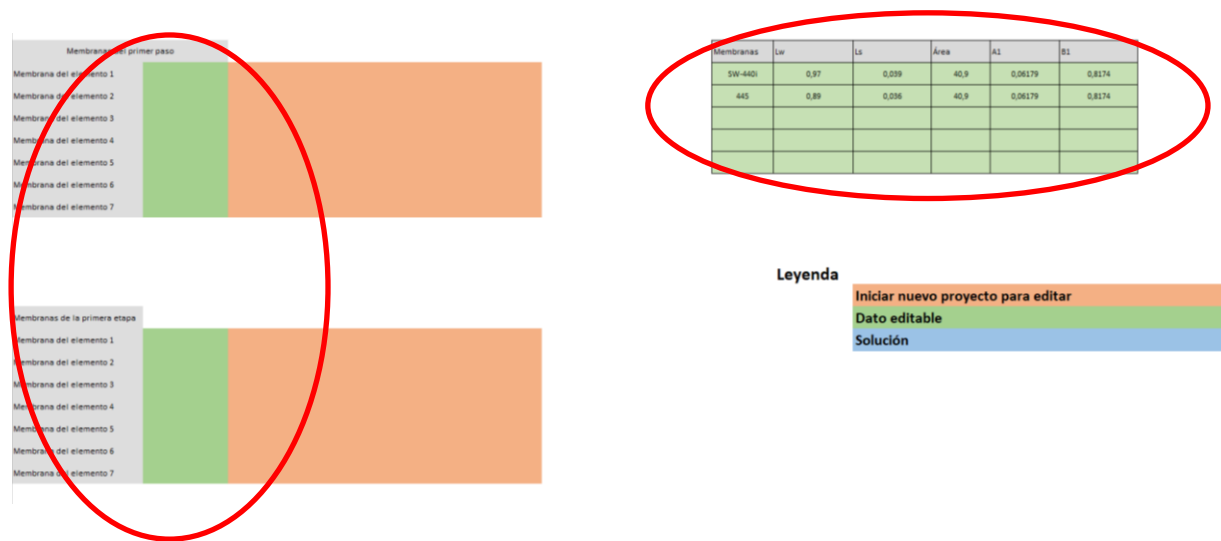 Membranas del primer paso
Membrana del elemento 1
Membrana del elemento 2
Membrana del elemento 3
Membrana del elemento 4
Membrana del elemento 5
Membrana del elemento 6
Membrana del elemento 7
Membranas de la primera etapa
Membrana del elemento 1
Membrana del elemento 2
Membrana del elemento 3
Membrana del elemento 4
Membrana del elemento 5
Membrana del elemento 6
Membrana del elemento 7
Membranas Lw Ls Área A1 B1
SW-440i 0,97 0,039 40,9 0,06179 0,8174
445 0,89 0,036 40,9 0,06179 0,8174
Leyenda
Iniciar nuevo proyecto para editar
Dato editable
Solución